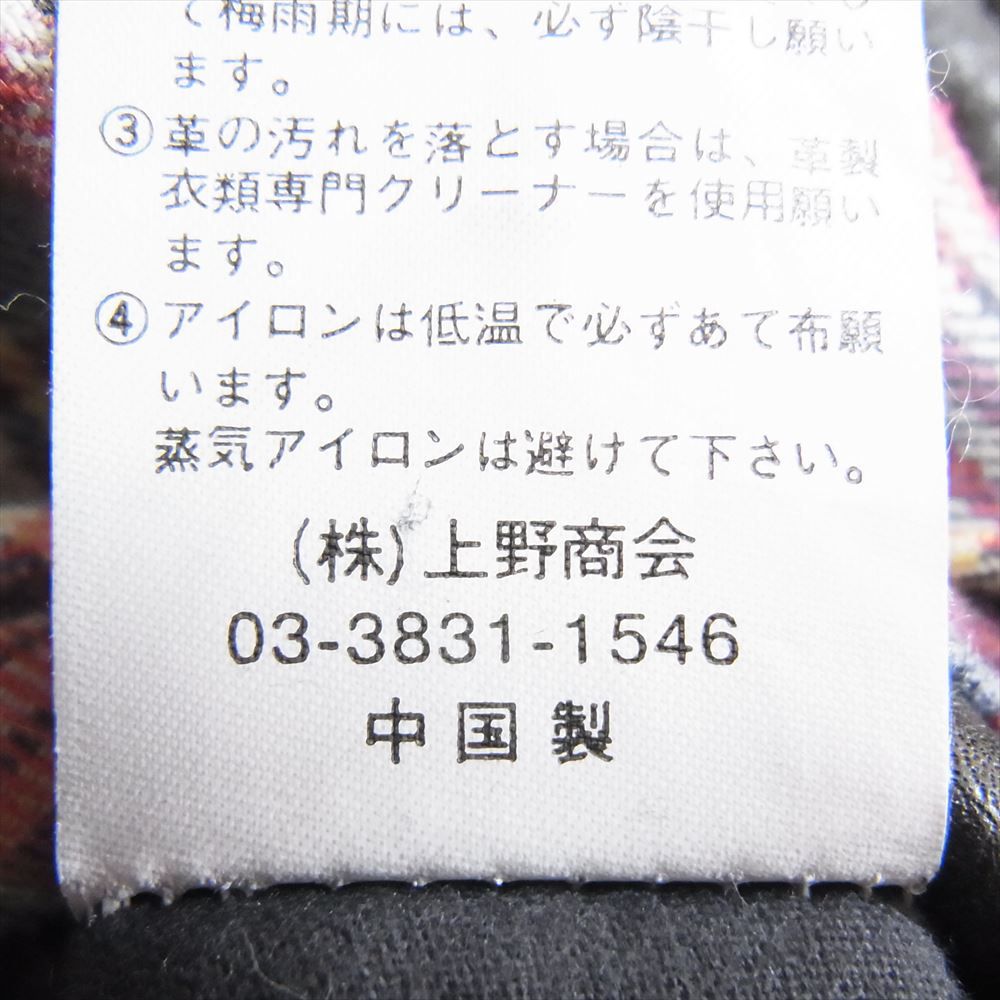 て梅雨期には、必ず陰干し願い
ます。
③革の汚れを落とす場合は、革製
衣類専門クリーナーを使用願い
ます。
④アイロンは低温で必ずあて布願
います。
蒸気アイロンは避けて下さい。
(株)上野商会
03-3831-1546
中国製